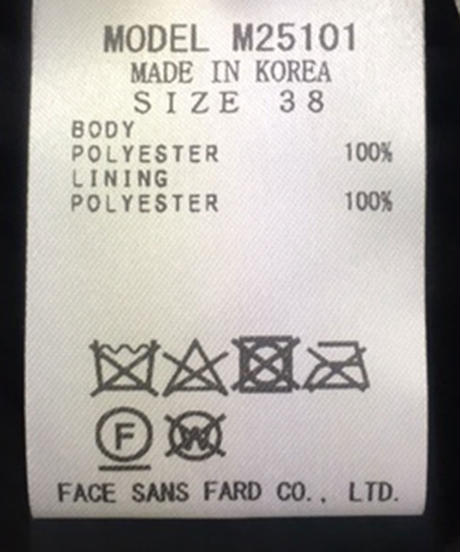 MODEL M25101
MADE IN KOREA
SIZE 38
BODY
POLYESTER 100%
LINING
POLYESTER 100%
F W
FACE SANS FARD CO., LTD.